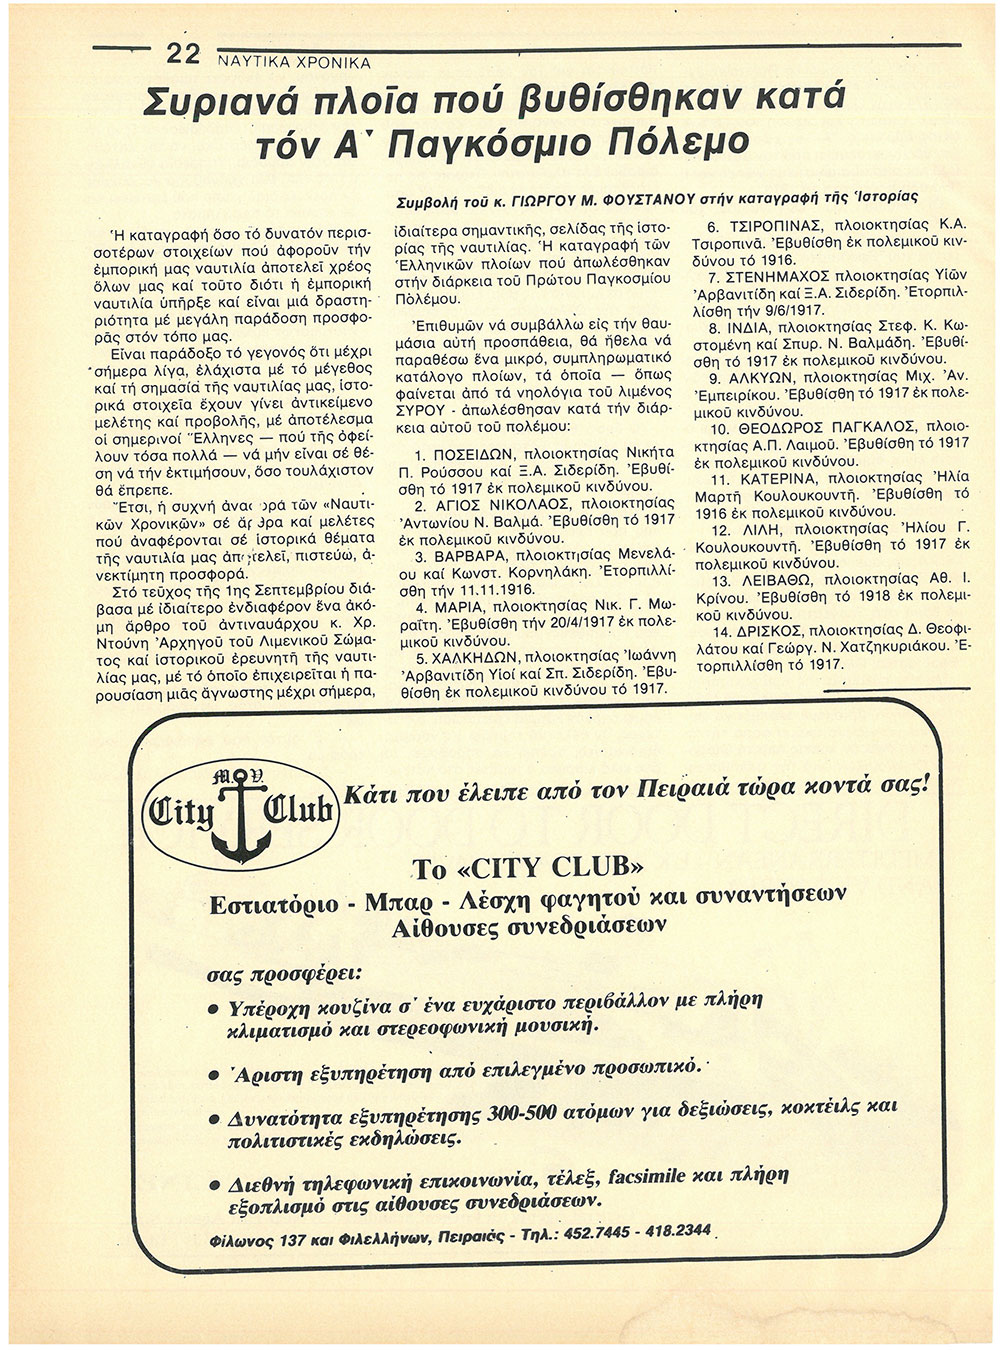 22
ΝΑΥΤΙΚΑ ΧΡΟΝΙΚΑ
Συριανά πλοῖα πού βυθίσθηκαν κατά
τόν Α΄ Παγκόσμιο Πόλεμο
Συμβολή τοῦ κ. ΓΙΩΡΓΟΥ Μ. ΦΟΥΣΤΑΝΟΥ στήν καταγραφή τῆς Ἱστορίας
Ἡ καταγραφή ὅσο τό δυνατόν περισ-
σοτέρων στοιχείων πού ἀφοροῦν τήν
ἐμπορική μας ναυτιλία ἀποτελεῖ χρέος
ὅλων μας καί τοῦτο διότι ἡ ἐμπορική
ναυτιλία ὑπῆρξε καί εἶναι μιά δραστη-
ριότητα μέ μεγάλη παράδοση προσφο-
ρᾶς στόν τόπο μας.
Εἶναι παράδοξο τό γεγονός ὅτι μέχρι
σήμερα λίγα, ἐλάχιστα μέ τό μέγεθος
καί τή σημασία τῆς ναυτιλίας μας, ἱστο-
ρικά στοιχεῖα ἔχουν γίνει ἀντικείμενο
μελέτης καί προβολῆς, μέ ἀποτέλεσμα
οἱ σημερινοί Ἕλληνες — πού τῆς ὀφεί-
λουν τόσα πολλά — νά μήν εἶναι σέ θέ-
ση νά τήν ἐκτιμήσουν, ὅσο τουλάχιστον
θά ἔπρεπε.
Ἔτσι, ἡ συχνή ἀναφορά τῶν «Ναυτι-
κῶν Χρονικῶν» σέ ἄρθρα καί μελέτες
πού ἀναφέρονται σέ ἱστορικά θέματα
τῆς ναυτιλία μας ἀποτελεῖ, πιστεύω, ἀ-
νεκτίμητη προσφορά.
Στό τεῦχος τῆς 1ης Σεπτεμβρίου διά-
βασα μέ ἰδιαίτερο ἐνδιαφέρον ἕνα ἀκό-
μη ἄρθρο τοῦ ἀντιναυάρχου κ. Χρ.
Ντούνη Ἀρχηγοῦ τοῦ Λιμενικοῦ Σώμα-
τος καί ἱστορικοῦ ἐρευνητῆ τῆς ναυτι-
λίας μας, μέ τό ὁποῖο ἐπιχειρεῖται ἡ πα-
ρουσίαση μιᾶς ἄγνωστης μέχρι σήμερα,
ἰδιαίτερα σημαντικῆς, σελίδας τῆς ἱστο-
ρίας τῆς ναυτιλίας. Ἡ καταγραφή τῶν
Ἑλληνικῶν πλοίων πού ἀπωλέσθηκαν
στήν διάρκεια τοῦ Πρώτου Παγκοσμίου
Πολέμου.
Ἐπιθυμῶν νά συμβάλλω εἰς τήν θαυ-
μάσια αὐτή προσπάθεια, θά ἤθελα νά
παραθέσω ἕνα μικρό, συμπληρωματικό
κατάλογο πλοίων, τά ὁποῖα — ὅπως
φαίνεται ἀπό τά νηολόγια τοῦ λιμένος
ΣΥΡΟΥ - ἀπωλέσθησαν κατά τήν διάρ-
κεια αὐτοῦ τοῦ πολέμου:
1. ΠΟΣΕΙΔΩΝ, πλοιοκτησίας Νικήτα
Π. Ρούσσου καί Ξ.Α. Σιδερίδη. Ἐβυθί-
σθη τό 1917 ἐκ πολεμικοῦ κινδύνου.
2. ΑΓΙΟΣ ΝΙΚΟΛΑΟΣ, πλοιοκτησίας
Ἀντωνίου Ν. Βαλμά. Ἐβυθίσθη τό 1917
ἐκ πολεμικοῦ κινδύνου.
3. ΒΑΡΒΑΡΑ, πλοιοκτησίας Μενελά-
ου καί Κωνστ. Κορνηλάκη. Ἐτορπιλλί-
σθη τήν 11.11.1916.
4. ΜΑΡΙΑ, πλοιοκτησίας Νικ. Γ. Μω-
ραΐτη. Ἐβυθίσθη τήν 20/4/1917 ἐκ πολε-
μικοῦ κινδύνου.
5. ΧΑΛΚΗΔΩΝ, πλοιοκτησίας Ἰωάννη
Ἀρβανιτίδη Υἱοί καί Σπ. Σιδερίδη. Ἐβυ-
θίσθη ἐκ πολεμικοῦ κινδύνου τό 1917.
6. ΤΣΙΡΟΠΙΝΑΣ, πλοιοκτησίας Κ.Α.
Τσιροπινᾶ. Ἐβυθίσθη ἐκ πολεμικοῦ κιν-
δύνου τό 1916.
7. ΣΤΕΝΗΜΑΧΟΣ πλοιοκτησίας Υἱῶν
Ἀρβανιτίδη καί Ξ.Α. Σιδερίδη. Ἐτορπιλ-
λίσθη τήν 9/6/1917.
8. ΙΝΔΙΑ, πλοιοκτησίας Στεφ. Κ. Κω-
στομένη καί Σπυρ. Ν. Βαλμάδη. Ἐβυθί-
σθη τό 1917 ἐκ πολεμικοῦ κινδύνου.
9. ΑΛΚΥΩΝ, πλοιοκτησίας Μιχ. Ἀν.
Ἐμπειρίκου. Ἐβυθίσθη τό 1917 ἐκ πολε-
μικοῦ κινδύνου.
10. ΘΕΟΔΩΡΟΣ ΠΑΓΚΑΛΟΣ, πλοιο-
κτησίας Α.Π. Λαιμοῦ. Ἐβυθίσθη τό 1917
ἐκ πολεμικοῦ κινδύνου.
11. ΚΑΤΕΡΙΝΑ, πλοιοκτησίας Ἠλία
Μαρτῆ Κουλουκουντῆ. Ἐβυθίσθη τό
1916 ἐκ πολεμικοῦ κινδύνου.
12. ΛΙΛΗ, πλοιοκτησίας Ἠλίου Γ.
Κουλουκουντῆ. Ἐβυθίσθη τό 1917 ἐκ
πολεμικοῦ κινδύνου.
13. ΛΕΙΒΑΘΩ, πλοιοκτησίας Αθ. Ι.
Κρίνου. Ἐβυθίσθη τό 1918 ἐκ πολεμι-
κοῦ κινδύνου.
14. ΔΡΙΣΚΟΣ, πλοιοκτησίας Δ. Θεοφι-
λάτου καί Γεώργ. Ν. Χατζηκυριάκου. Ἐ-
τορπιλλίσθη τό 1917.
M.V.
City Club
Κάτι που έλειπε από τον Πειραιά τώρα κοντά σας!
Το «CITY CLUB»
Εστιατόριο - Μπαρ - Λέσχη φαγητού και συναντήσεων
Αίθουσες συνεδριάσεων
σας προσφέρει:
● Υπέροχη κουζίνα σ' ένα ευχάριστο περιβάλλον με πλήρη
κλιματισμό και στερεοφωνική μουσική.
● Άριστη εξυπηρέτηση από επιλεγμένο προσωπικό.
● Δυνατότητα εξυπηρέτησης 300-500 ατόμων για δεξιώσεις, κοκτέιλς και
πολιτιστικές εκδηλώσεις.
● Διεθνή τηλεφωνική επικοινωνία, τέλεξ, facsimile και πλήρη
εξοπλισμό στις αίθουσες συνεδριάσεων.
Φίλωνος 137 και Φιλελλήνων, Πειραιάς - Τηλ.: 452.7445 - 418.2344